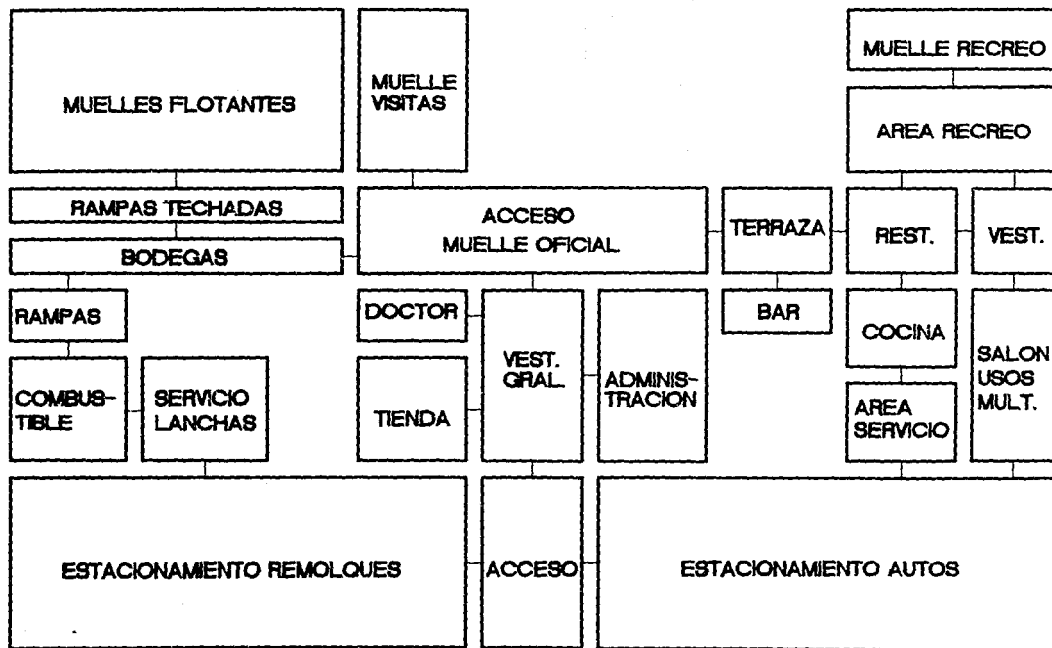 MUELLE RECREO
MUELLES FLOTANTES
MUELLE
VISITAS
AREA RECREO
RAMPAS TECHADAS
BODEGAS
ACCESO
MUELLE OFICIAL
TERRAZA
REST.
VEST.
RAMPAS
DOCTOR
VEST.
GRAL.
ADMINIS-
TRACION
BAR
COCINA
SALON
USOS
MULT.
COMBUS-
TIBLE
SERVICIO
LANCHAS
TIENDA
AREA
SERVICIO
ESTACIONAMIENTO REMOLQUES
ACCESO
ESTACIONAMIENTO AUTOS